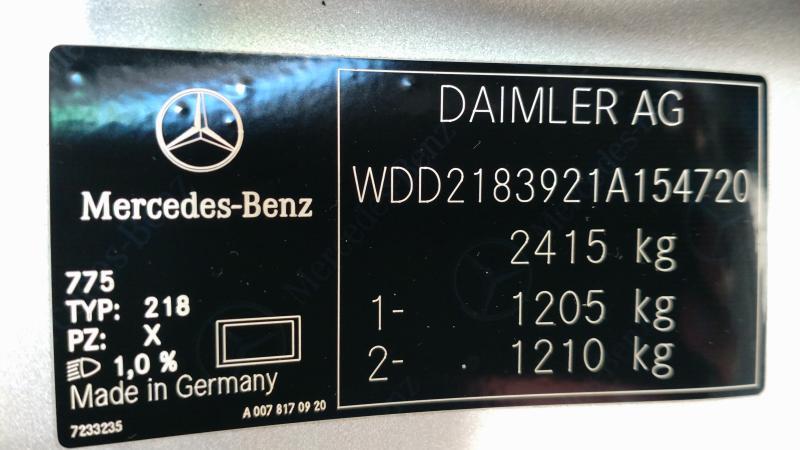 Mercedes-Benz
775
TYP: 218
PZ: X
1,0 %
Made in Germany
7233235
A 007 817 09 20
DAIMLER AG
WDD2183921A154720
2415 kg
1- 1205 kg
2- 1210 kg